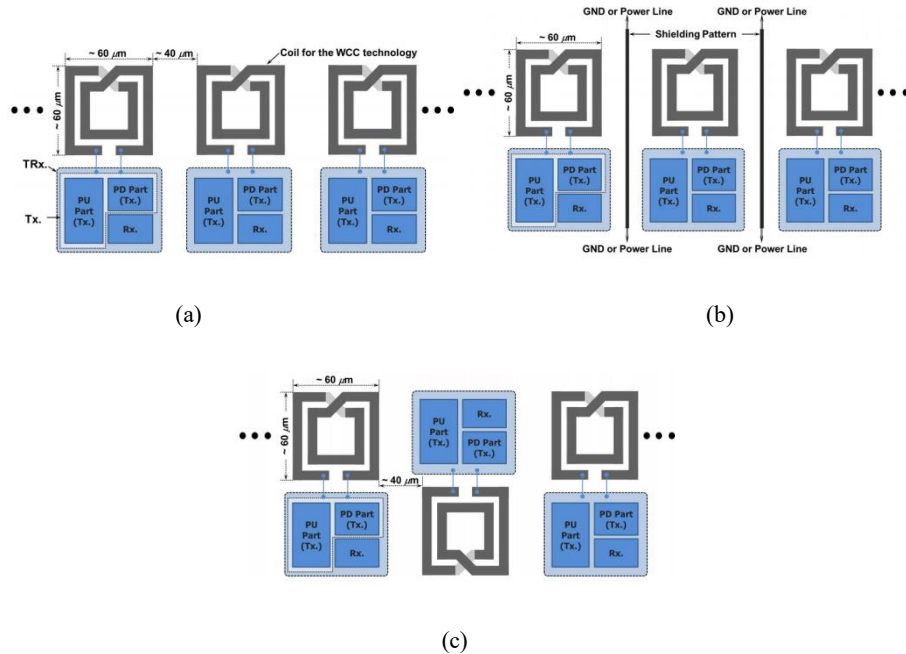 ~ 60 μm
~ 40 μm
Coil for the WCC technology
~ 60 μm
TRx.
Tx.
PU
Part
(Tx.)
PD Part
(Tx.)
Rx.
PU
Part
(Tx.)
PD Part
(Tx.)
Rx.
PU
Part
(Tx.)
PD Part
(Tx.)
Rx.
(a)
GND or Power Line
GND or Power Line
Shielding Pattern
~ 60 μm
~ 60 μm
PU
Part
(Tx.)
PD Part
(Tx.)
Rx.
PU
Part
(Tx.)
PD Part
(Tx.)
Rx.
PU
Part
(Tx.)
PD Part
(Tx.)
Rx.
GND or Power Line
GND or Power Line
(b)
~ 60 μm
~ 60 μm
~ 40 μm
PU
Part
(Tx.)
PD Part
(Tx.)
Rx.
PU
Part
(Tx.)
Rx.
PD Part
(Tx.)
PU
Part
(Tx.)
PD Part
(Tx.)
Rx.
(c)